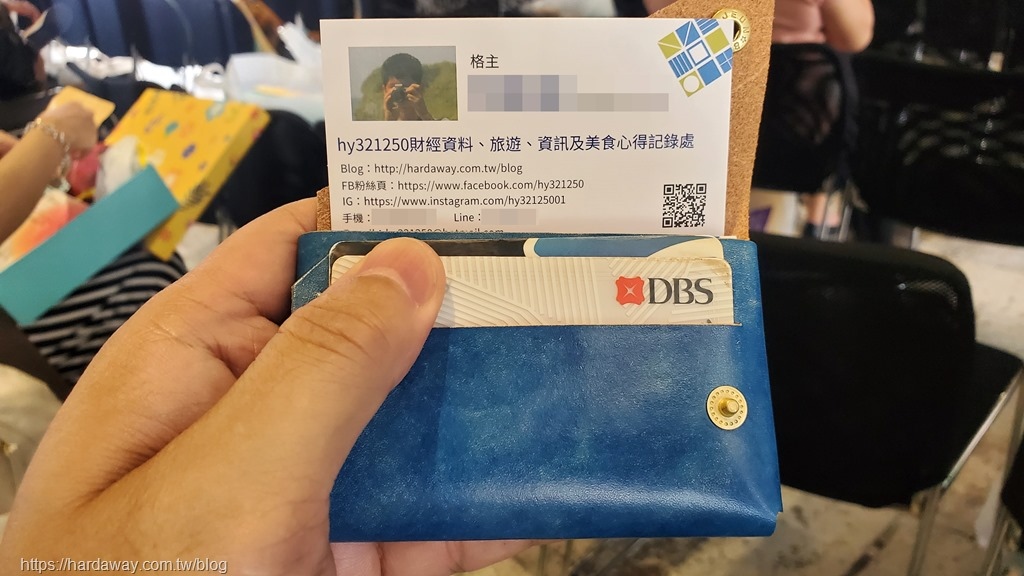 格主
hy321250財經資料、旅遊、資訊及美食心得記錄處
Blog：http://hardaway.com.tw/blog
FB粉絲頁：https://www.facebook.com/hy321250
IG：https://www.instagram.com/hy32125001
手機：
Line：
DBS
https://hardaway.com.tw/blog